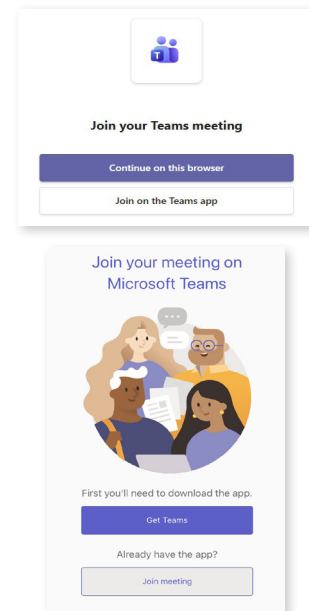 T
Join your Teams meeting
Continue on this browser
Join on the Teams app
Join your meeting on
Microsoft Teams
First you'll need to download the app.
Get Teams
Already have the app?
Join meeting